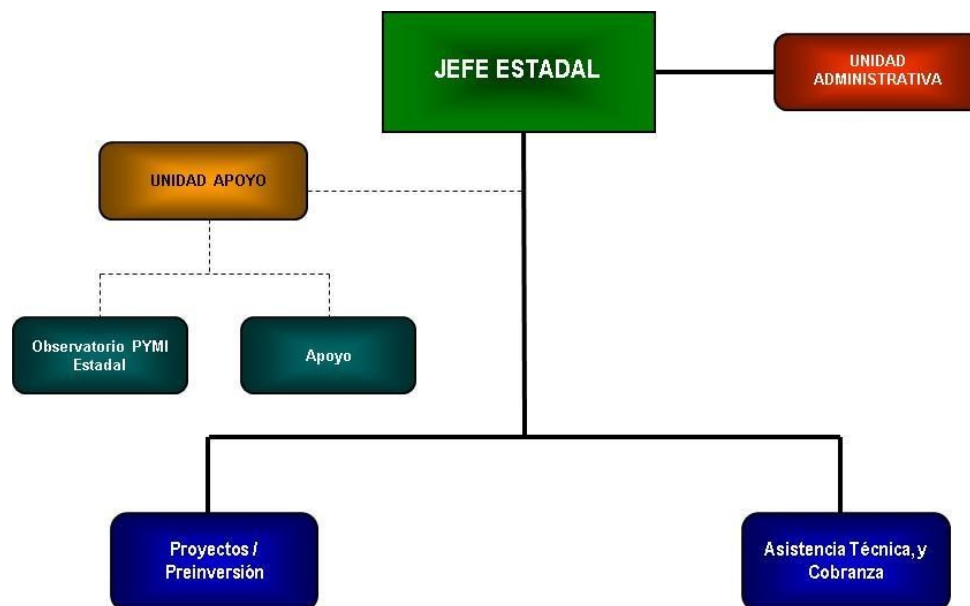 JEFE ESTADAL
UNIDAD
ADMINISTRATIVA
UNIDAD APOYO
Observatorio PYMI
Estadal
Apoyo
Proyectos /
Preinversión
Asistencia Técnica, y
Cobranza